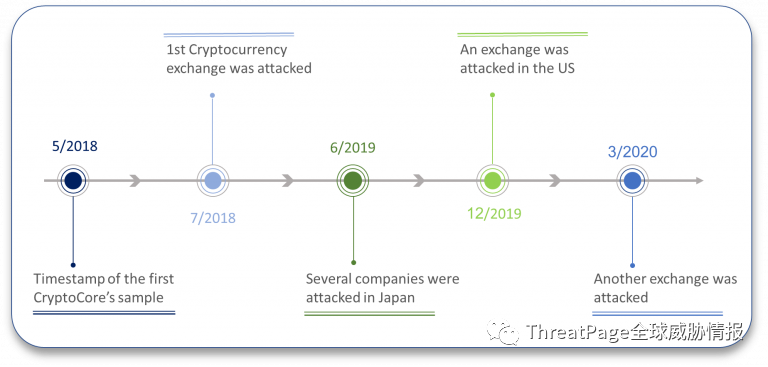 1st Cryptocurrency
exchange was attacked
An exchange was
attacked in the US
5/2018
6/2019
3/2020
7/2018
12/2019
Timestamp of the first
CryptoCore's sample
Several companies were
attacked in Japan
Another exchange was
attacked
ThreatPage全球威胁情报